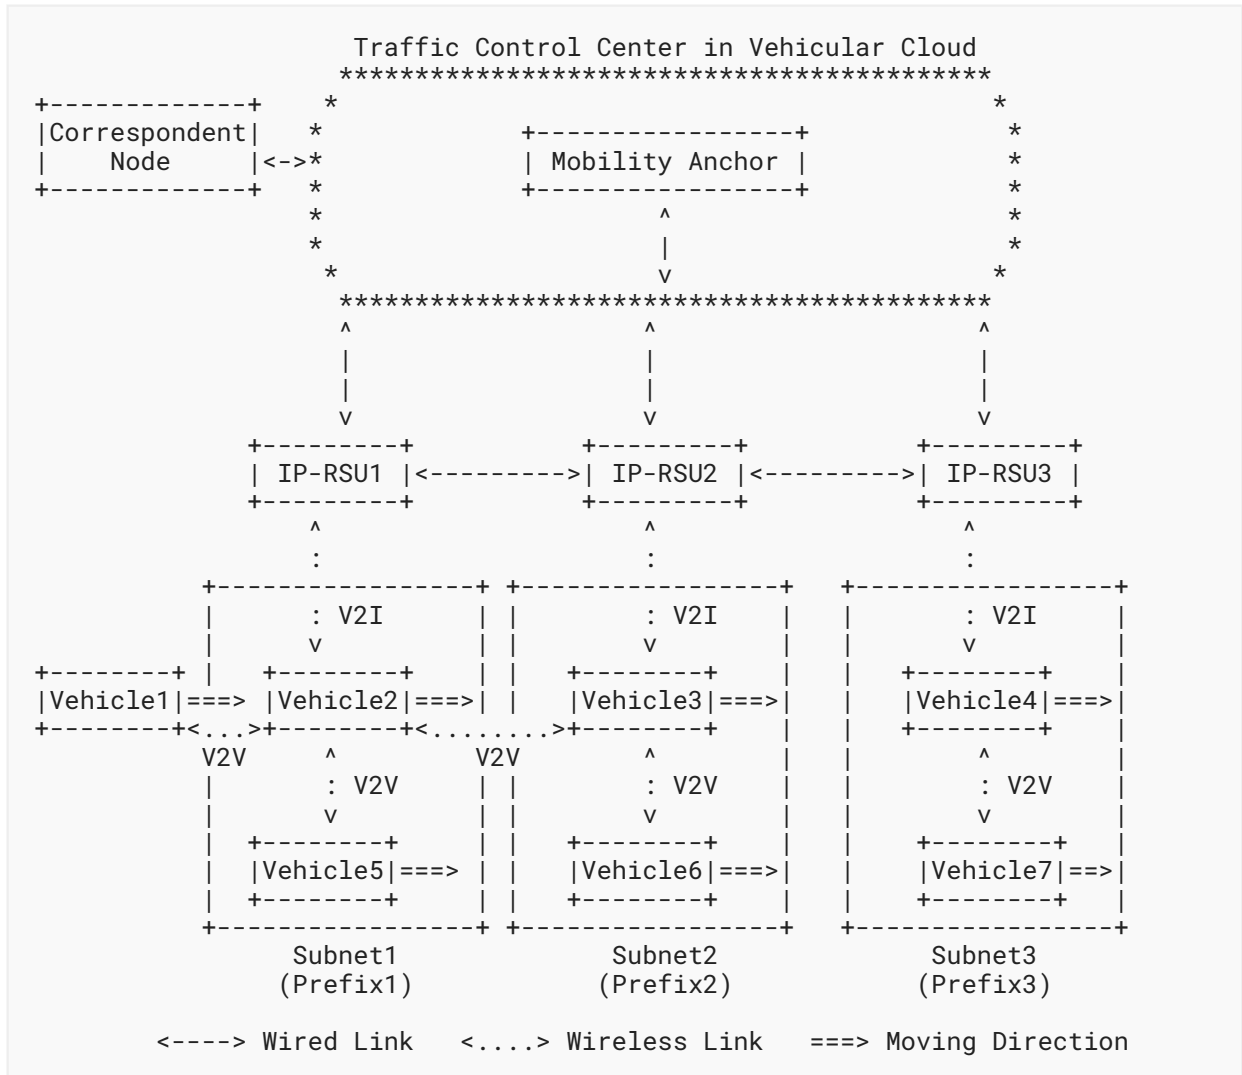 Traffic Control Center in Vehicular Cloud
                    *******************************************
+-------------+    *                                           *
|Correspondent|   *             +-----------------+             *
|    Node     |<->*             | Mobility Anchor |             *
+-------------+   *             +-----------------+             *
                  *                      ^                      *
                  *                      |                      *
                   *                     v                     *
                    *******************************************
                    ^                   ^                     ^
                    |                   |                     |
                    |                   |                     |
                    v                   v                     v
              +---------+           +---------+           +---------+
              | IP-RSU1 |<--------->| IP-RSU2 |<--------->| IP-RSU3 |
              +---------+           +---------+           +---------+
                  ^                     ^                    ^
                  :                     :                    :
           +-----------------+ +-----------------+   +-----------------+
           |      : V2I      | |        : V2I    |   |       : V2I     |
           |      v          | |        v        |   |       v         |
+--------+ |   +--------+    | |   +--------+    |   |   +--------+    |
|Vehicle1|===> |Vehicle2|===>| |   |Vehicle3|===>|   |   |Vehicle4|===>|
+--------+<...>+--------+<........>+--------+    |   |   +--------+    |
           V2V     ^         V2V        ^        |   |        ^        |
           |       : V2V     | |        : V2V    |   |        : V2V    |
           |       v         | |        v        |   |        v        |
           |  +--------+     | |   +--------+    |   |    +--------+   |
           |  |Vehicle5|===> | |   |Vehicle6|===>|   |    |Vehicle7|==>|
           |  +--------+     | |   +--------+    |   |    +--------+   |
           +-----------------+ +-----------------+   +-----------------+
                 Subnet1              Subnet2               Subnet3
                (Prefix1)            (Prefix2)             (Prefix3)

        <----> Wired Link   <....> Wireless Link   ===> Moving Direction